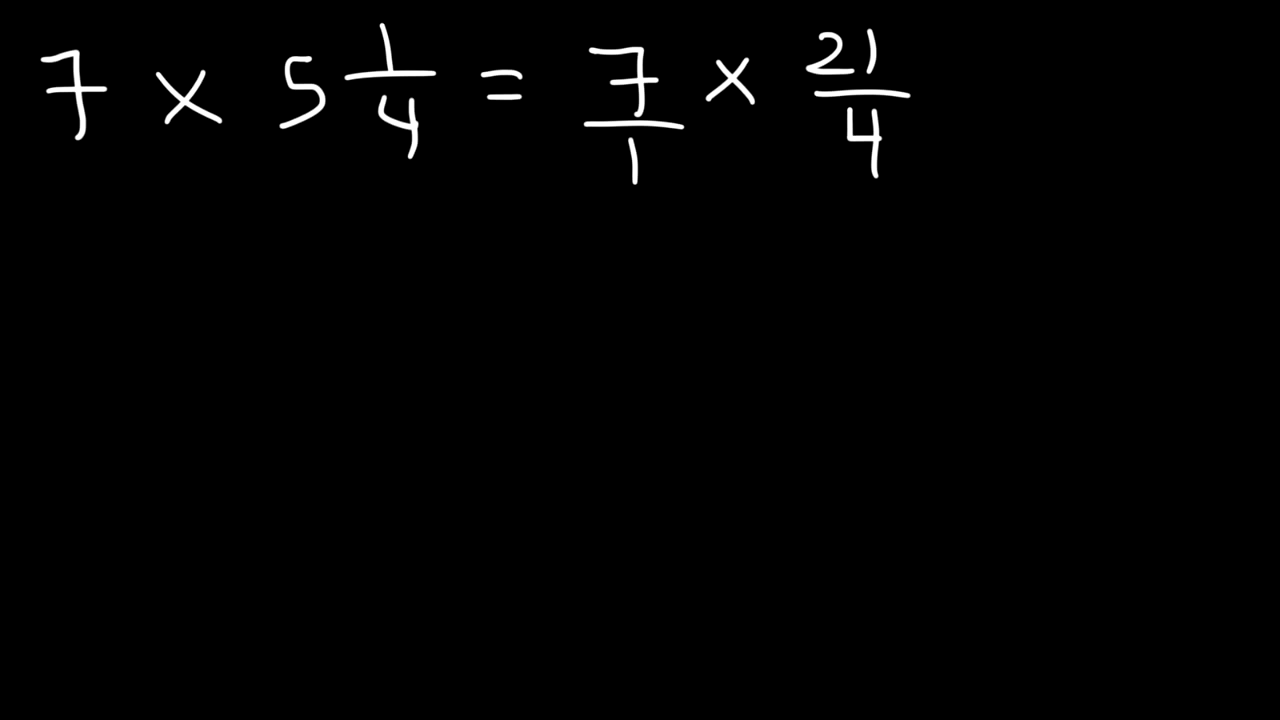 7 × 5 1/4 = 7/1 × 21/4